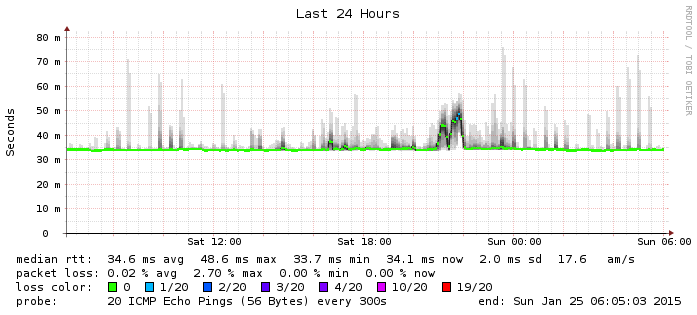 Last 24 Hours
RRDTOOL / TOBI OETIKER
Seconds
80 m
70 m
60 m
50 m
40 m
30 m
20 m
10 m
0
Sat 12:00 Sat 18:00 Sun 00:00 Sun 06:00
median rtt: 34.6 ms avg 48.6 ms max 33.7 ms min 34.1 ms now 2.0 ms sd 17.6 am/s
packet loss: 0.02 % avg 2.70 % max 0.00 % min 0.00 % now
loss color: 0 1/20 2/20 3/20 4/20 10/20 19/20
probe: 20 ICMP Echo Pings (56 Bytes) every 300s end: Sun Jan 25 06:05:03 2015